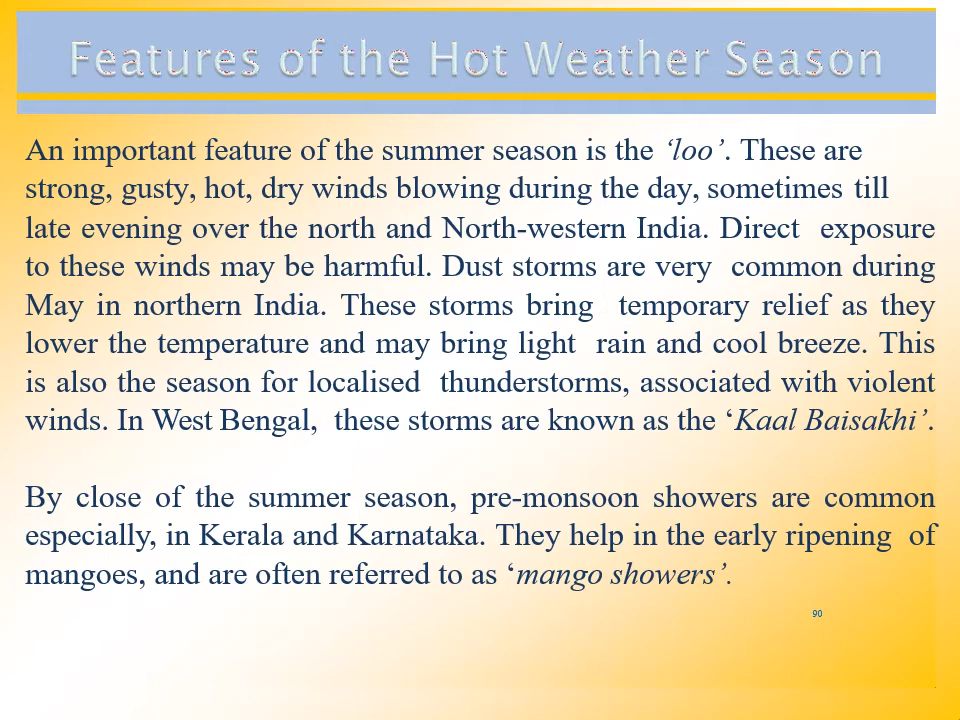 Features of the Hot Weather Season
An important feature of the summer season is the ‘loo’. These are
strong, gusty, hot, dry winds blowing during the day, sometimes till
late evening over the north and North-western India. Direct exposure
to these winds may be harmful. Dust storms are very common during
May in northern India. These storms bring temporary relief as they
lower the temperature and may bring light rain and cool breeze. This
is also the season for localised thunderstorms, associated with violent
winds. In West Bengal, these storms are known as the ‘Kaal Baisakhi’.
By close of the summer season, pre-monsoon showers are common
especially, in Kerala and Karnataka. They help in the early ripening of
mangoes, and are often referred to as ‘mango showers’.
90